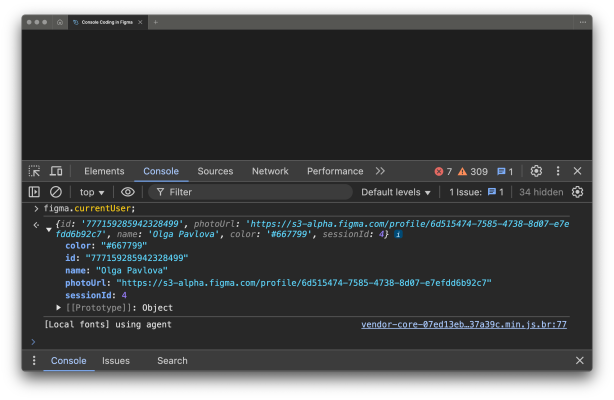 Console Coding in Figma
Elements Console Sources Network Performance 7 309 1
top Filter Default levels 1 Issue: 1 34 hidden
figma.currentUser;
{id: '777159285942328499', photoUrl: 'https://s3-alpha.figma.com/profile/6d515474-7585-4738-8d07-e7e
fdd6b92c7', name: 'Olga Pavlova', color: '#667799', sessionId: 4} i
color: "#667799"
id: "777159285942328499"
name: "Olga Pavlova"
photoUrl: "https://s3-alpha.figma.com/profile/6d515474-7585-4738-8d07-e7efdd6b92c7"
sessionId: 4
[[Prototype]]: Object
[Local fonts] using agent vendor-core-07ed13eb…37a39c.min.js.br:77
Console Issues Search